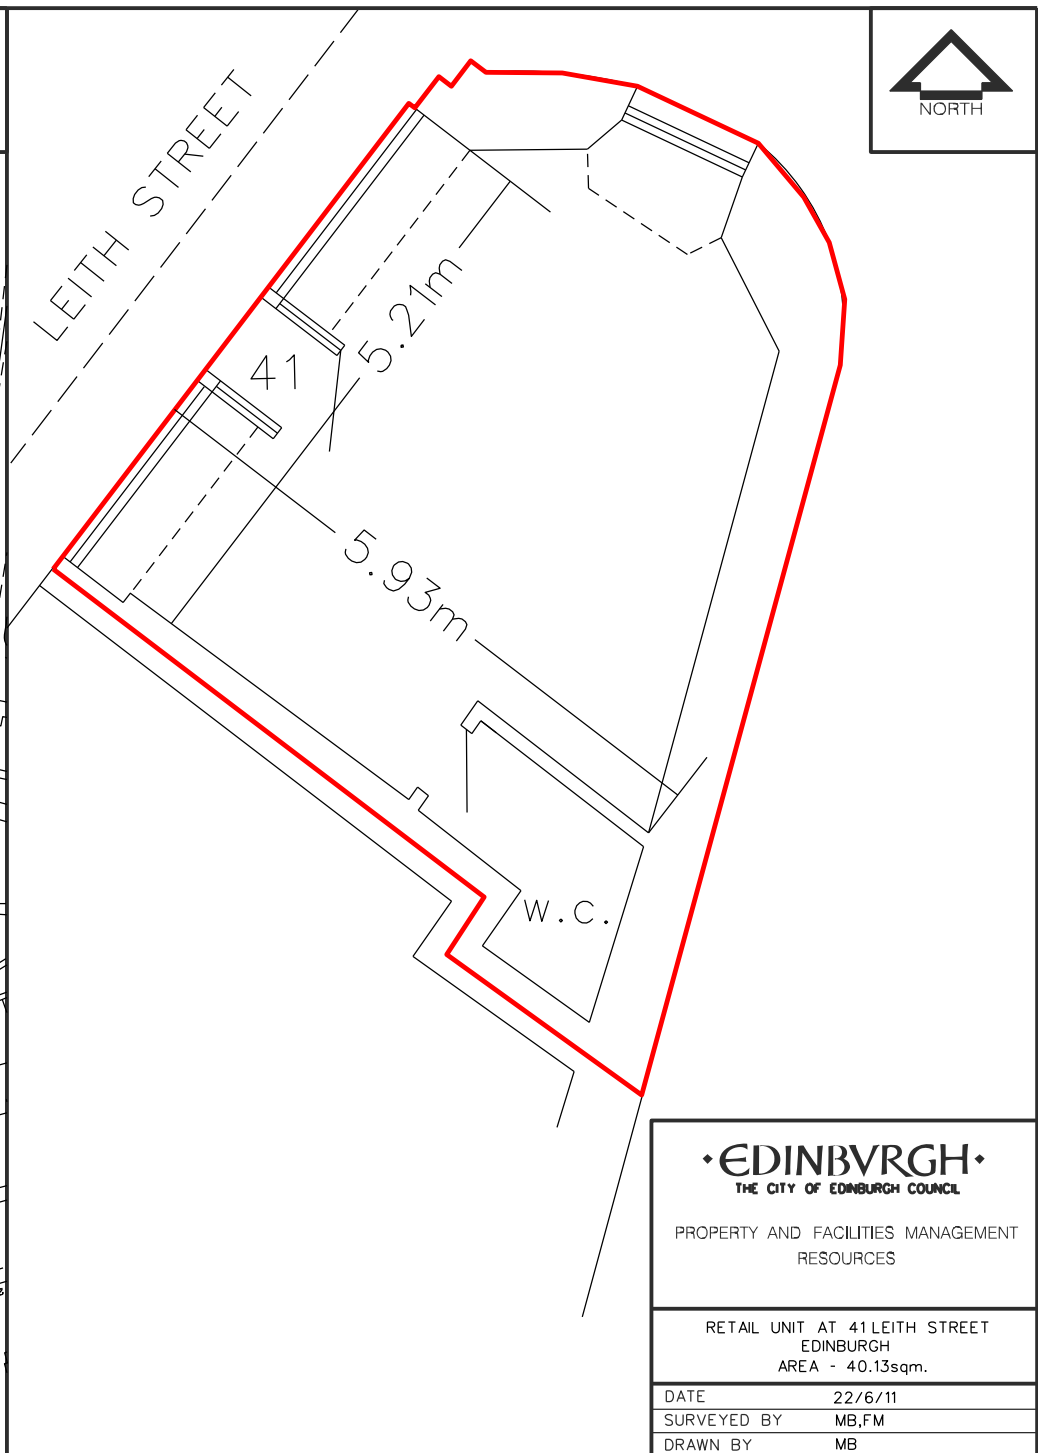 NORTH
LEITH STREET
5.21m
41
5.93m
W.C.
·EDINBVRGH·
THE CITY OF EDINBURGH COUNCIL
PROPERTY AND FACILITIES MANAGEMENT
RESOURCES
RETAIL UNIT AT 41 LEITH STREET
EDINBURGH
AREA - 40.13sqm.
DATE 22/6/11
SURVEYED BY MB,FM
DRAWN BY MB